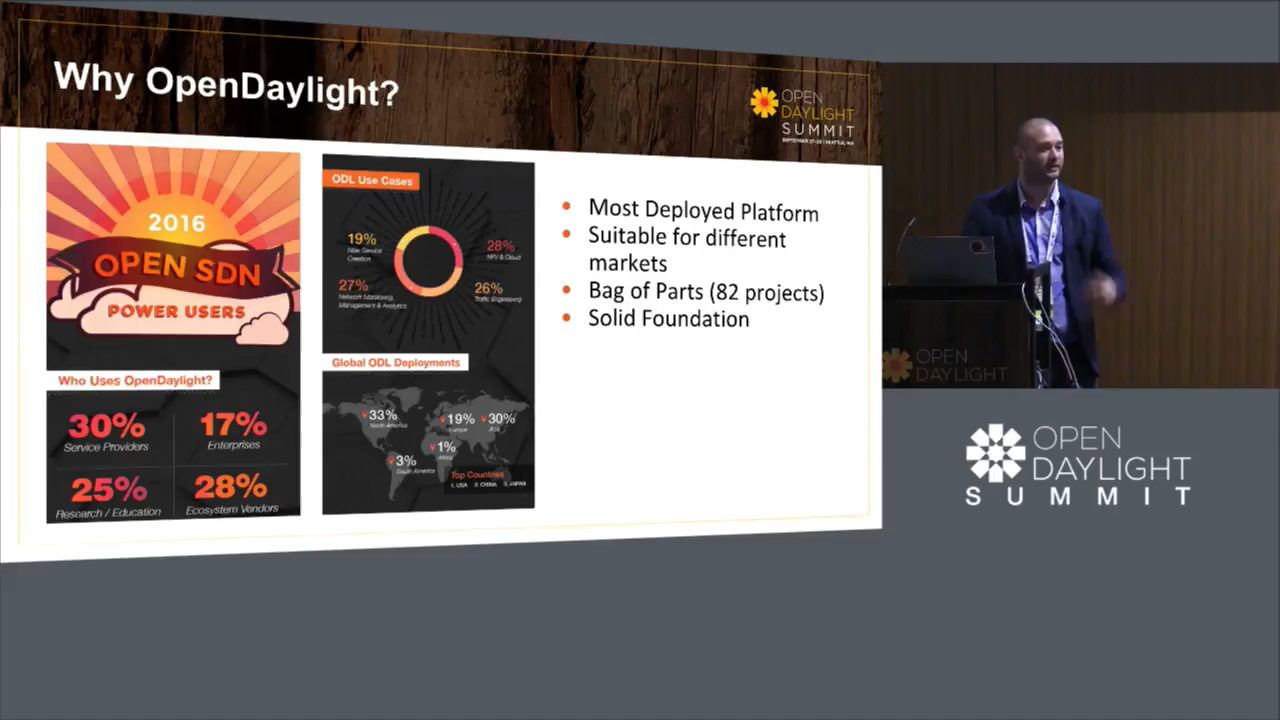 Why OpenDaylight?
OPEN
DAYLIGHT
SUMMIT
2016
OPEN SDN
POWER USERS
Who Uses OpenDaylight?
30%
Service Providers
17%
Enterprises
25%
Research / Education
28%
Ecosystem Vendors
ODL Use Cases
19%
New Service
Creation
28%
NFV & Cloud
27%
Network Monitoring,
Management & Analytics
26%
Traffic Engineering
Global ODL Deployments
33%
North America
19%
Europe
30%
Asia
1%
Africa
3%
South America
Top Countries
1. USA 2. CHINA 3. JAPAN
• Most Deployed Platform
• Suitable for different
markets
• Bag of Parts (82 projects)
• Solid Foundation
OPEN
DAYLIGHT
OPEN
DAYLIGHT
SUMMIT